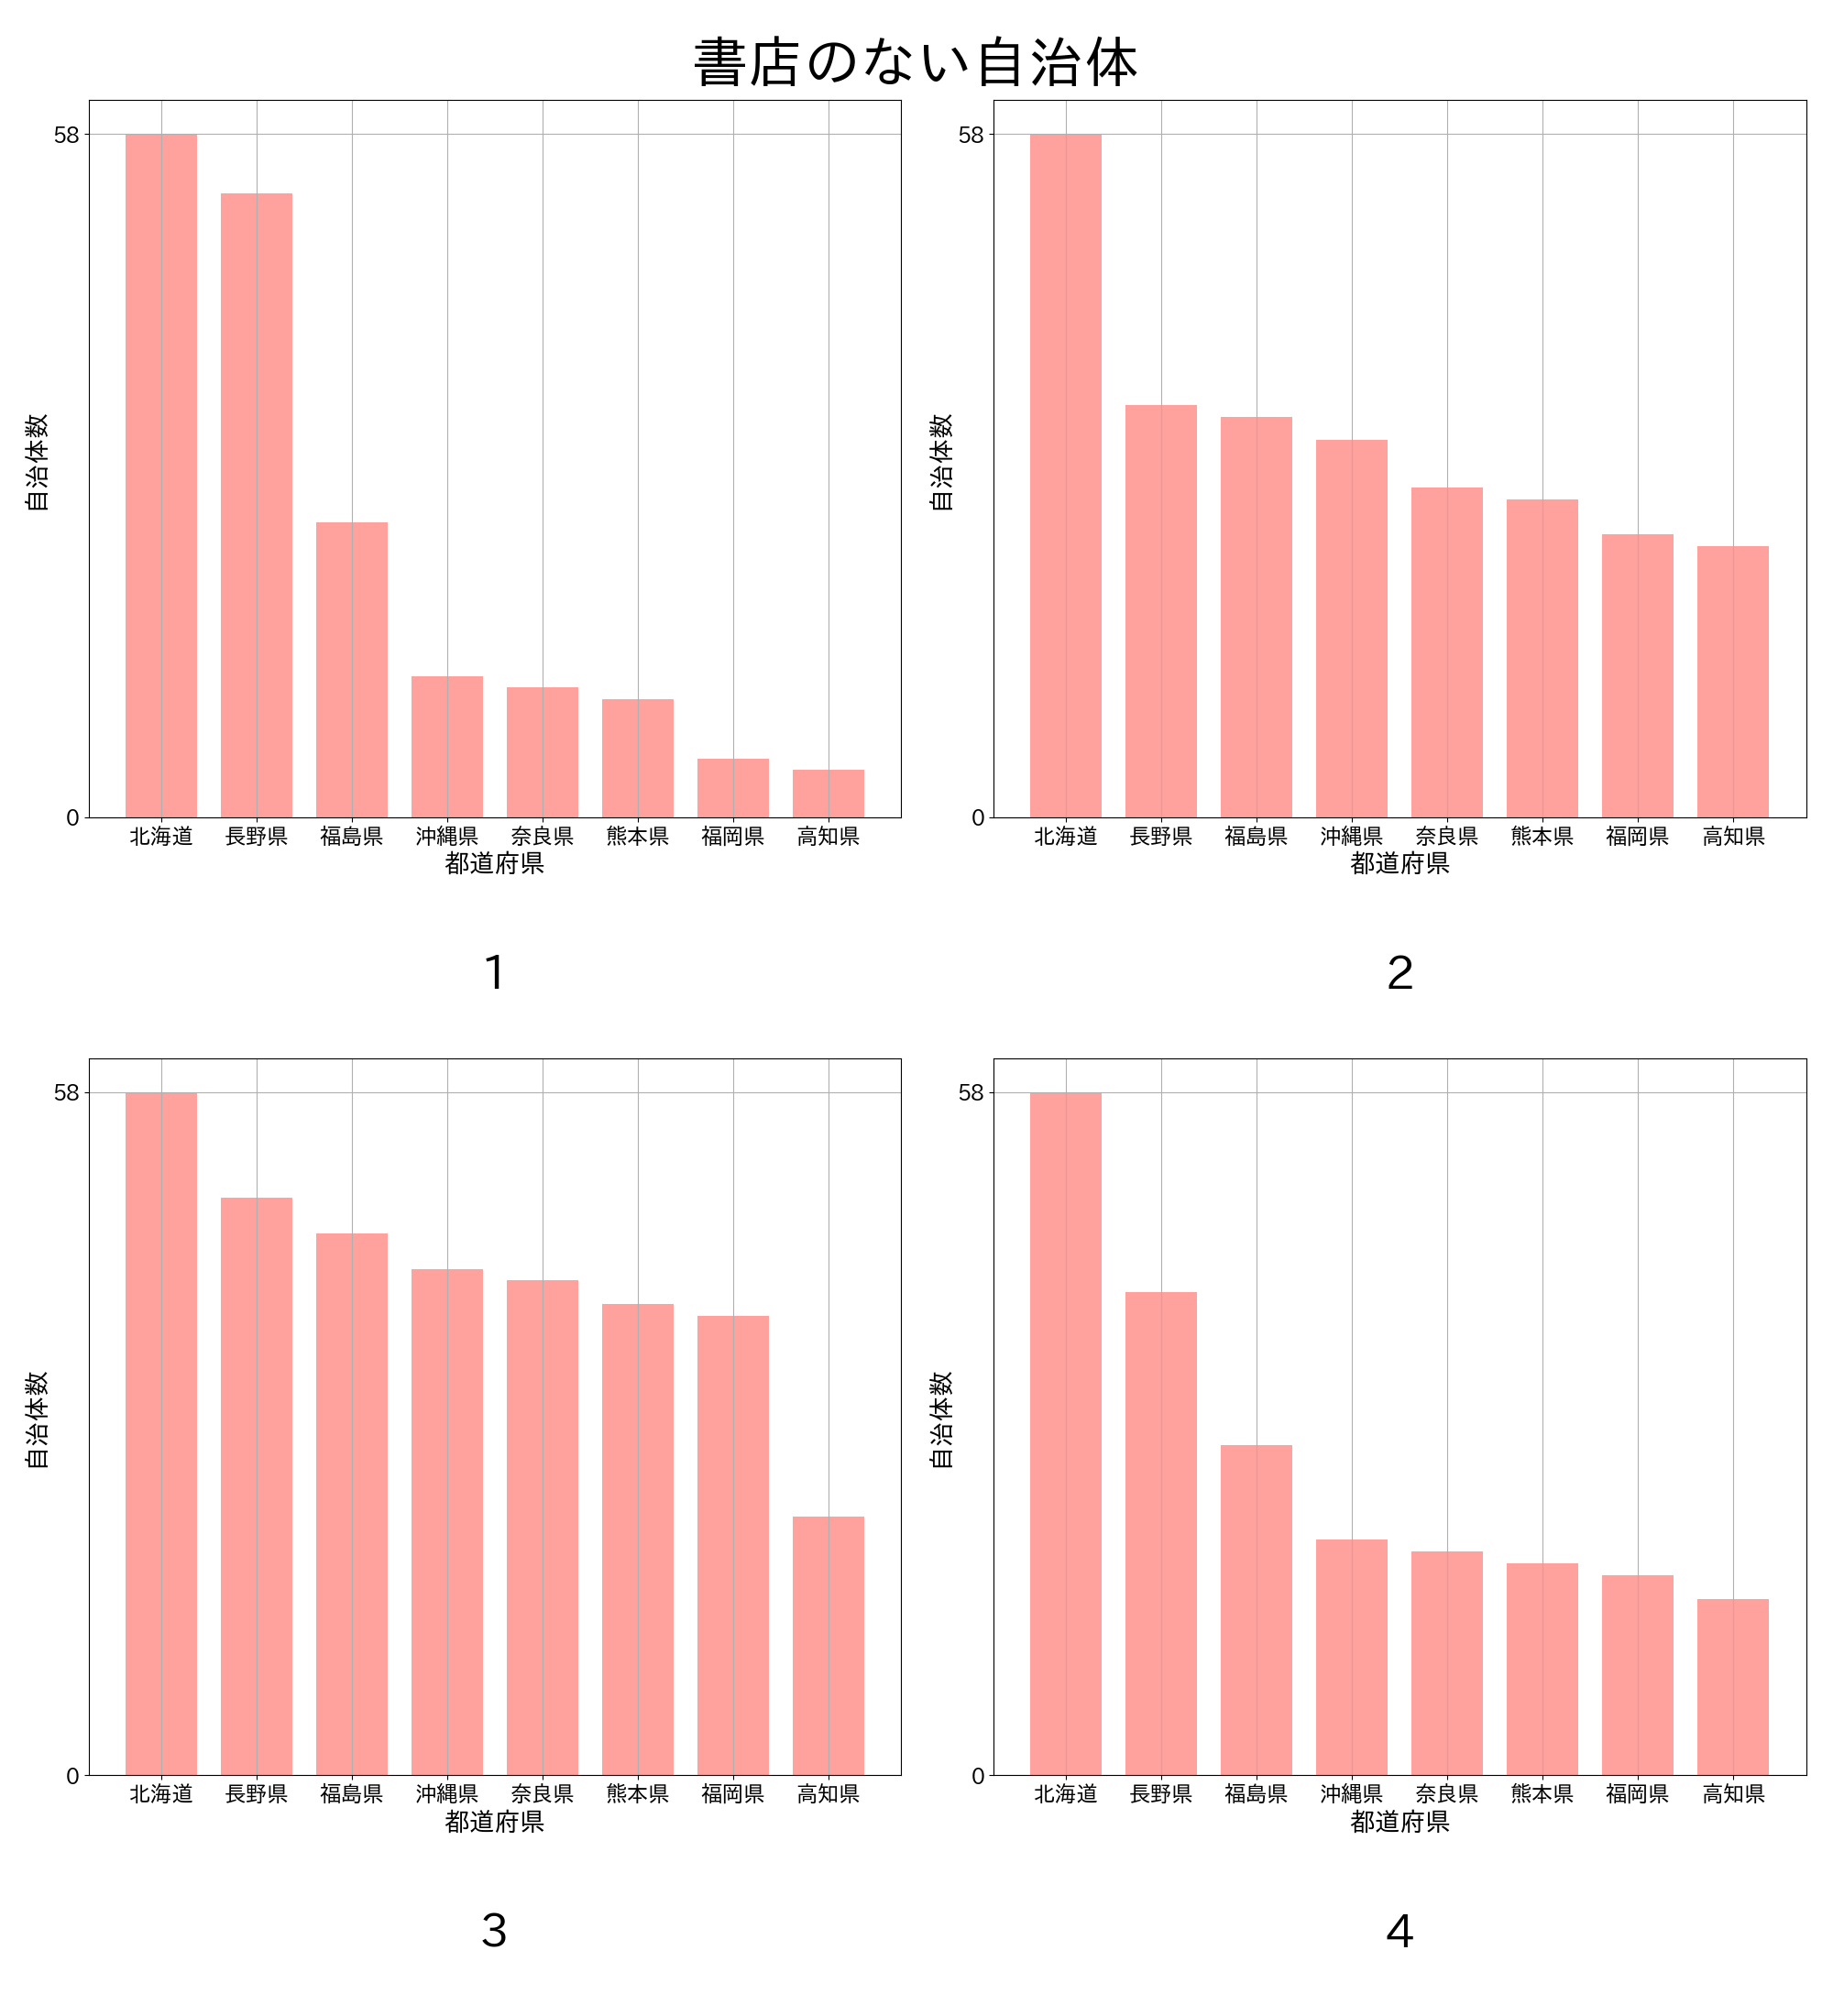 書店のない自治体
58
0
自治体数
北海道 長野県 福島県 沖縄県 奈良県 熊本県 福岡県 高知県
都道府県
1
58
0
自治体数
北海道 長野県 福島県 沖縄県 奈良県 熊本県 福岡県 高知県
都道府県
2
58
0
自治体数
北海道 長野県 福島県 沖縄県 奈良県 熊本県 福岡県 高知県
都道府県
3
58
0
自治体数
北海道 長野県 福島県 沖縄県 奈良県 熊本県 福岡県 高知県
都道府県
4